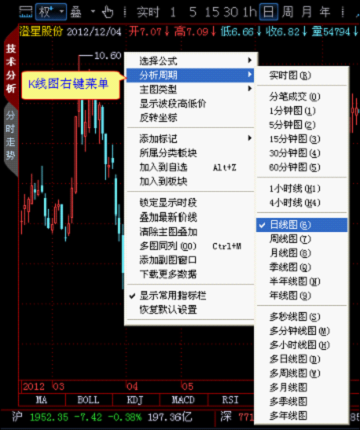 权 叠 实时 1 5 15 30 1h 日 周 月 年
溢星股份 2012/12/04 开7.07↓ 高7.09↓ 低6.66↓ 收6.82↓ 量54794↓
技术分析
分时走势
10.60
K线图右键菜单
选择公式
分析周期
主图类型
显示波段高低价
反转坐标
添加标记
所属分类板块
加入到自选 Alt+Z
加入到板块
锁定显示时段
叠加最新价线
清除主图叠加
多图同列(O0) Ctrl+M
添加副图窗口
下载更多数据
显示常用指标栏
恢复默认设置
实时图(R)
分笔成交(0)
1分钟图(1)
5分钟图(2)
15分钟图(3)
30分钟图(4)
60分钟图(5)
1小时线(H1)
4小时线(H4)
日线图(6)
周线图(7)
月线图(8)
季线图(Q)
半年线图(N)
年线图(9)
多秒线图(S)
多分钟线图(M)
多小时线图(H)
多日线图(D)
多周线图(W)
多月线图
多季线图
多年线图
2012 03 04 05
MA BOLL KDJ MACD RSI
沪 1952.35 -7.42 -0.38% 197.36亿 深 771